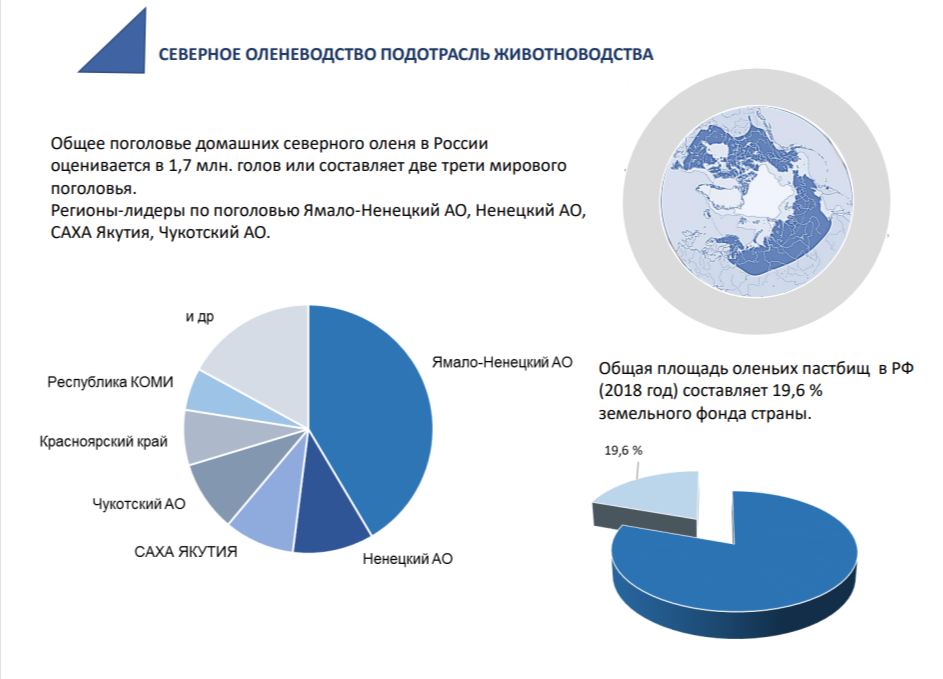 СЕВЕРНОЕ ОЛЕНЕВОДСТВО ПОДОТРАСЛЬ ЖИВОТНОВОДСТВА
Общее поголовье домашних северного оленя в России
оценивается в 1,7 млн. голов или составляет две трети мирового
поголовья.
Регионы-лидеры по поголовью Ямало-Ненецкий АО, Ненецкий АО,
САХА Якутия, Чукотский АО.
и др
Ямало-Ненецкий АО
Республика КОМИ
Красноярский край
Чукотский АО
САХА ЯКУТИЯ
Ненецкий АО
Общая площадь оленьих пастбищ в РФ
(2018 год) составляет 19,6 %
земельного фонда страны.
19,6 %